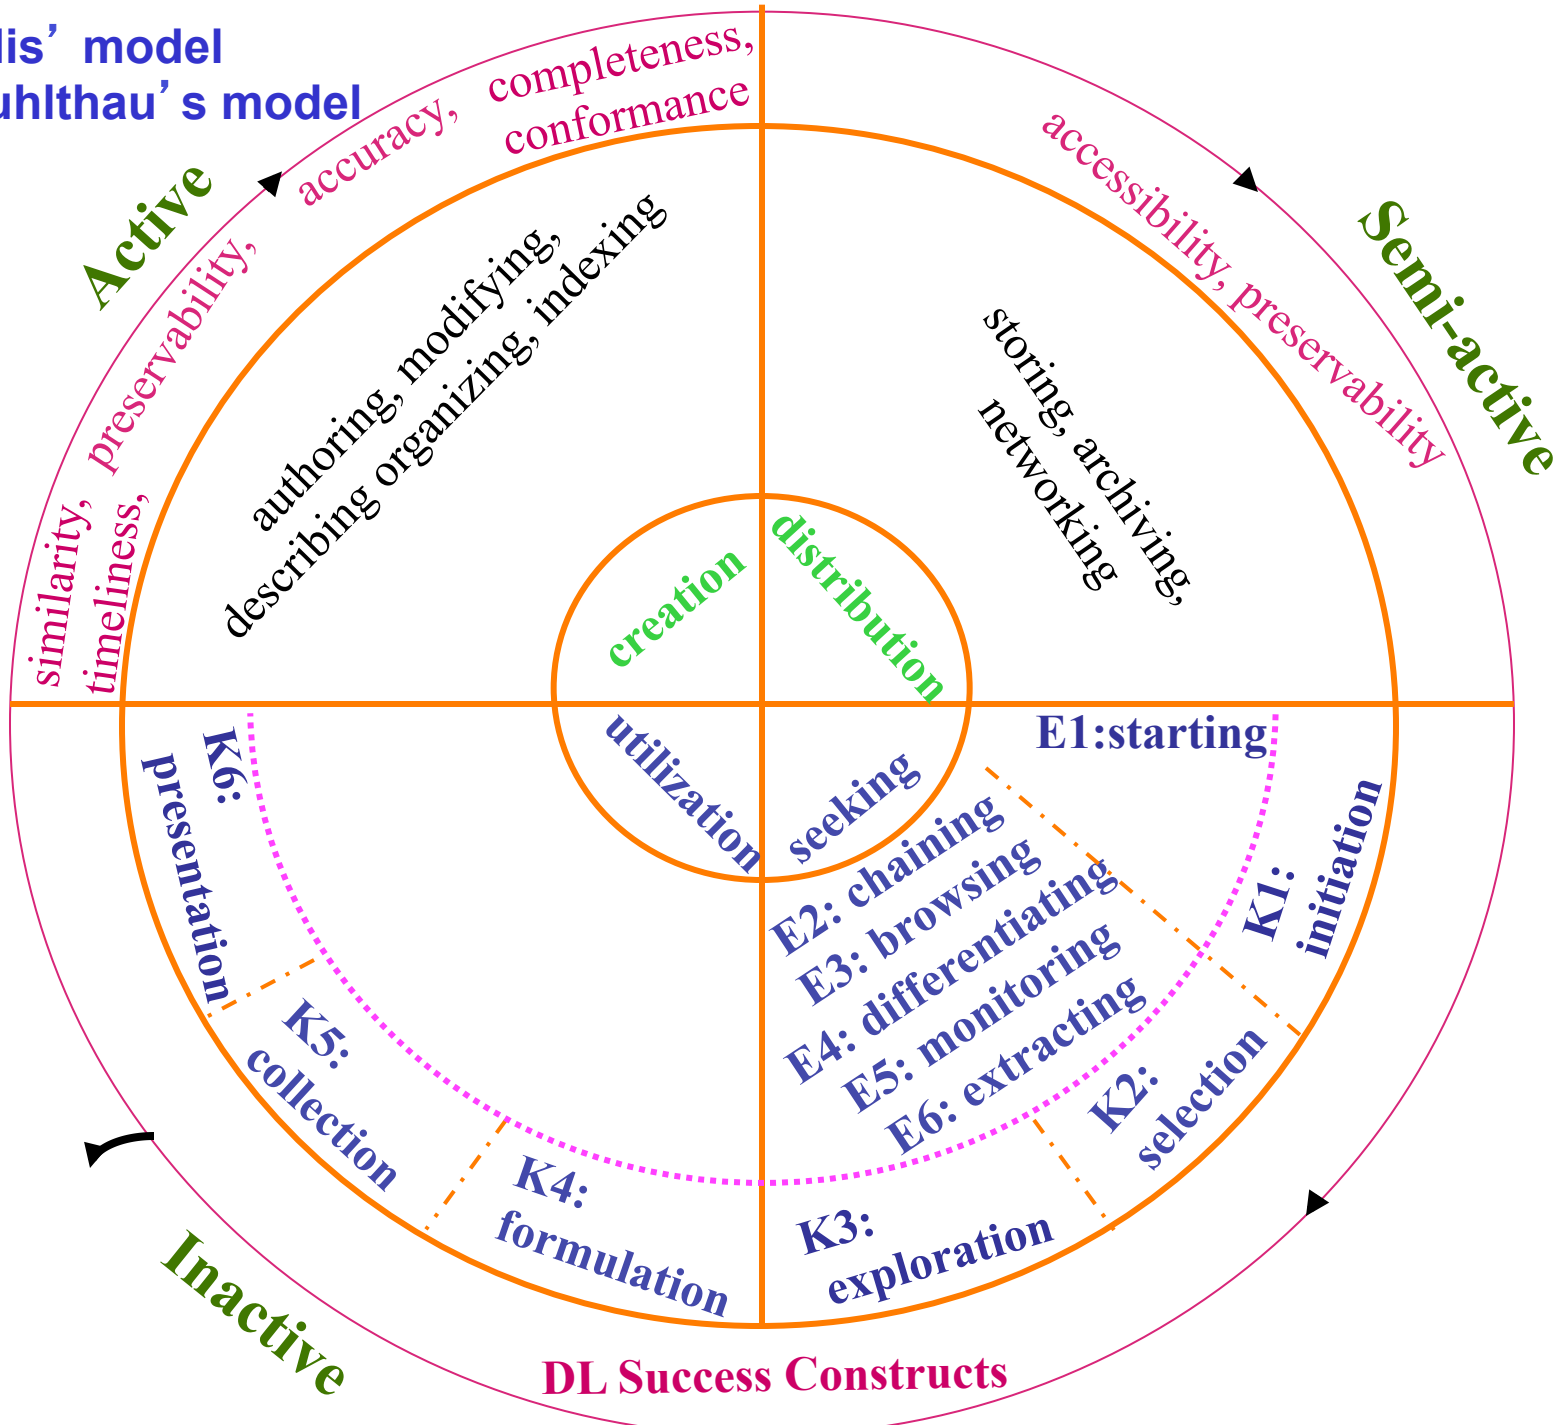 lis’ model
uhlthau’s model
Active
accuracy, completeness,
conformance
similarity, preservability,
timeliness,
authoring, modifying,
describing organizing, indexing
accessibility, preservability
Semi-active
storing, archiving,
networking
creation
distribution
utilization
seeking
E1:starting
E2: chaining
E3: browsing
E4: differentiating
E5: monitoring
E6: extracting
K1:
initiation
K2:
selection
K3:
exploration
K4:
formulation
K5:
collection
K6:
presentation
Inactive
DL Success Constructs